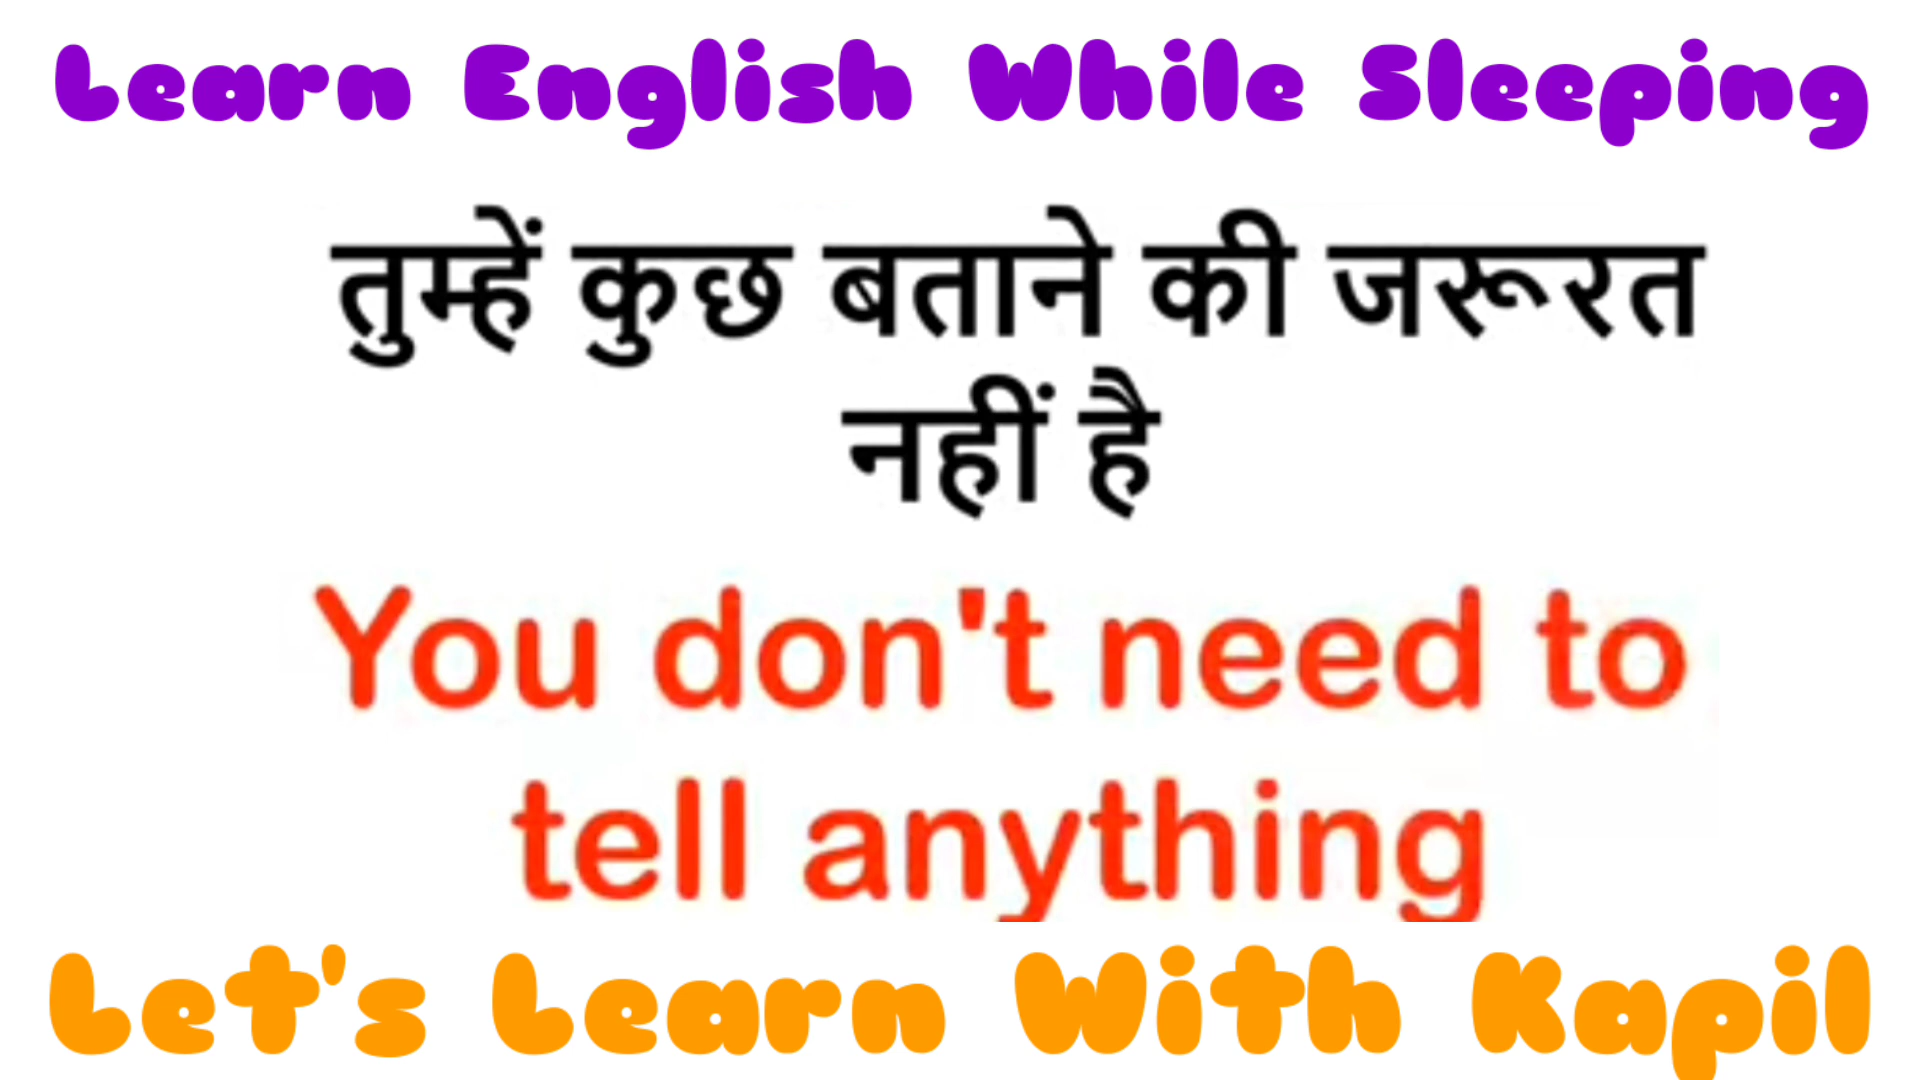 Learn English While Sleeping
तुम्हें कुछ बताने की जरूरत
नहीं है
You don't need to
tell anything
Let's Learn With Kapil